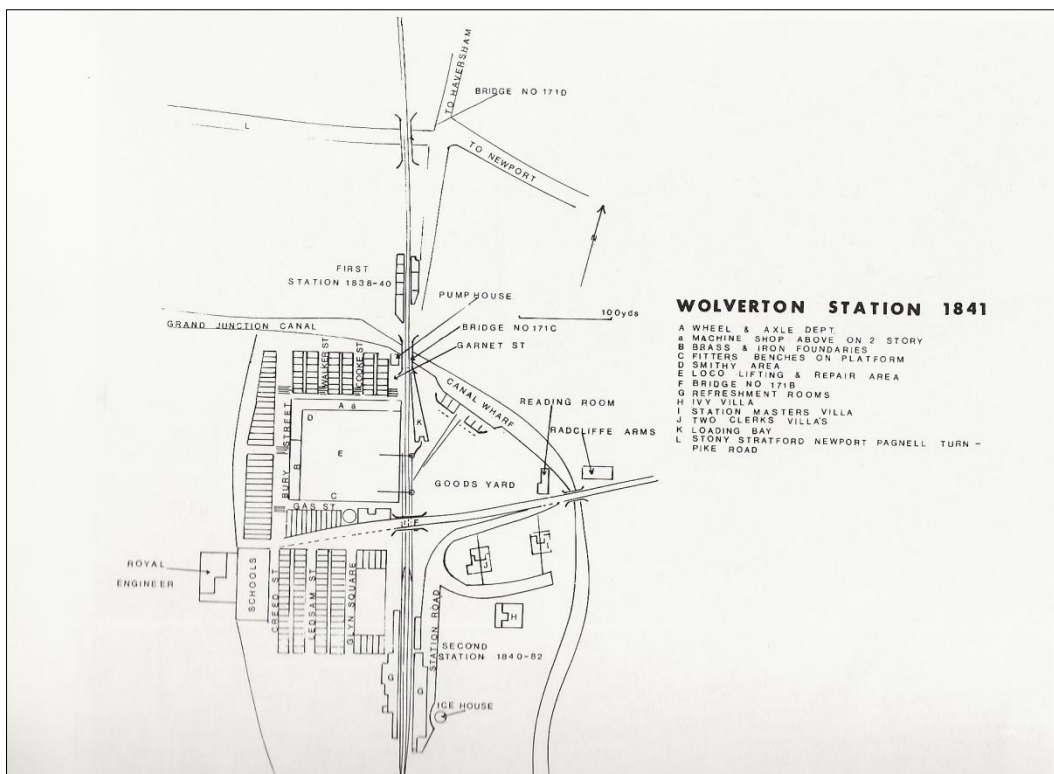 TO HAVERSHAM
BRIDGE NO 171D
L
TO NEWPORT
N
FIRST
STATION 1838-40
PUMP HOUSE
100yds
GRAND JUNCTION CANAL
BRIDGE NO 171C
GARNET ST
WALKER ST
COOKE ST
CANAL WHARF
READING ROOM
RADCLIFFE ARMS
A a
D
K
E
STREET
BURY
B
C
GOODS YARD
GAS ST
F
ROYAL
ENGINEER
SCHOOLS
CREED ST
LEDSAM ST
GLYN SQUARE
STATION ROAD
H
SECOND
STATION 1840-82
G
G
ICE HOUSE
WOLVERTON STATION 1841
A WHEEL & AXLE DEPT.
a MACHINE SHOP ABOVE ON 2 STORY
B BRASS & IRON FOUNDARIES
C FITTERS BENCHES ON PLATFORM
D SMITHY AREA
E LOCO LIFTING & REPAIR AREA
F BRIDGE NO 171B
G REFRESHMENT ROOMS
H IVY VILLA
I STATION MASTERS VILLA
J TWO CLERKS VILLA'S
K LOADING BAY
L STONY STRATFORD NEWPORT PAGNELL TURN-
PIKE ROAD